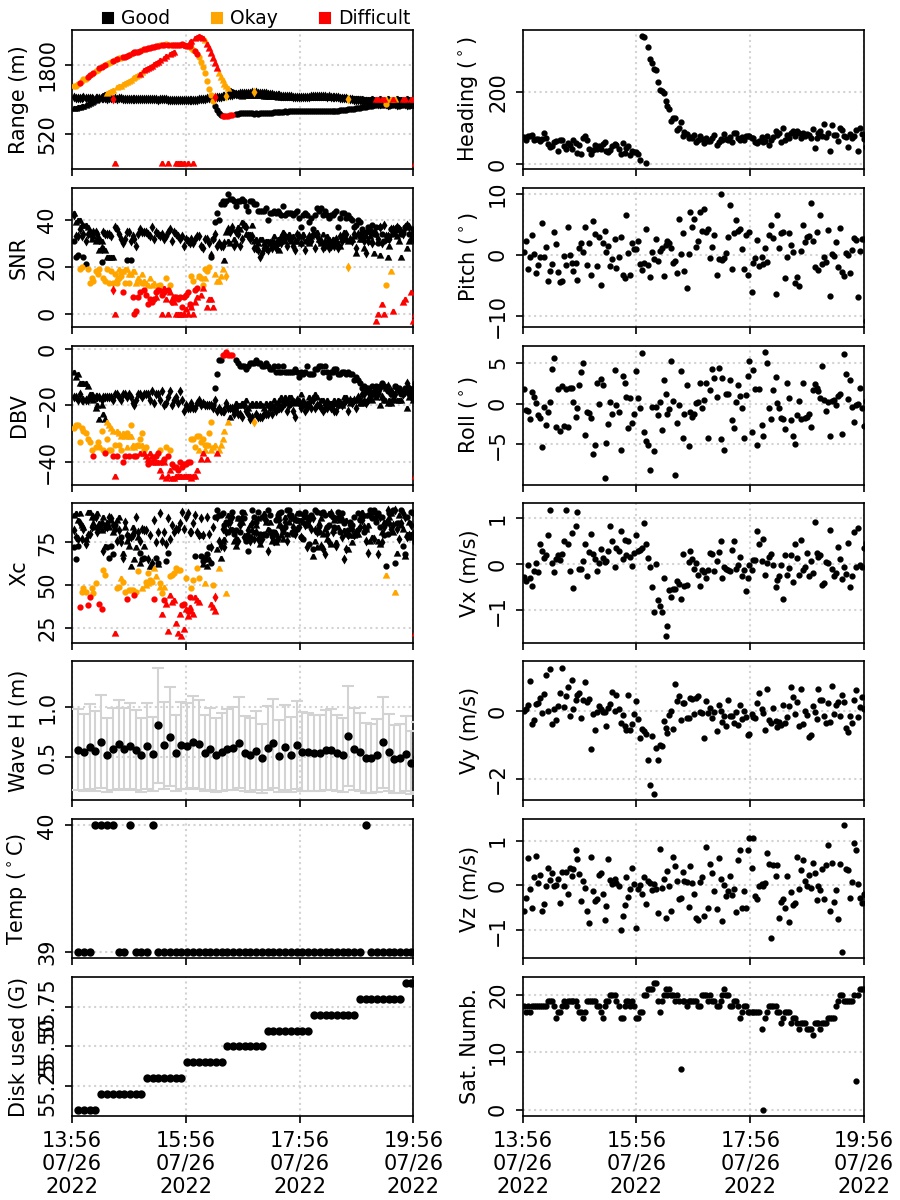 Good Okay Difficult
Range (m)
1800
520
Heading (°)
200
0
SNR
40
20
0
Pitch (°)
10
0
−10
DBV
0
−20
−40
Roll (°)
5
0
−5
Xc
75
50
25
Vx (m/s)
1
0
−1
Wave H (m)
1.0
0.5
Vy (m/s)
0
−2
Temp (°C)
40
39
Vz (m/s)
1
0
−1
Disk used (G)
Sat. Numb.
20
10
0
13:56 15:56 17:56 19:56
07/26 07/26 07/26 07/26
2022 2022 2022 2022
13:56 15:56 17:56 19:56
07/26 07/26 07/26 07/26
2022 2022 2022 2022